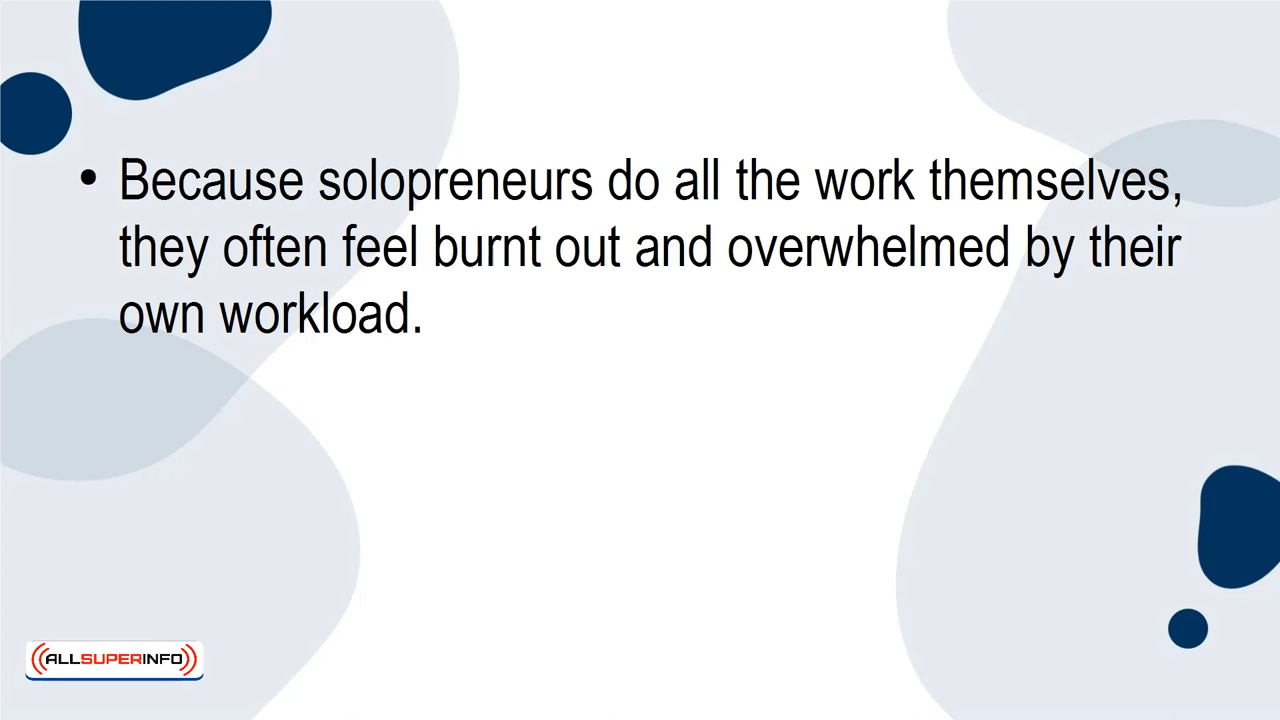 • Because solopreneurs do all the work themselves,
they often feel burnt out and overwhelmed by their
own workload.
ALLSUPERINFO